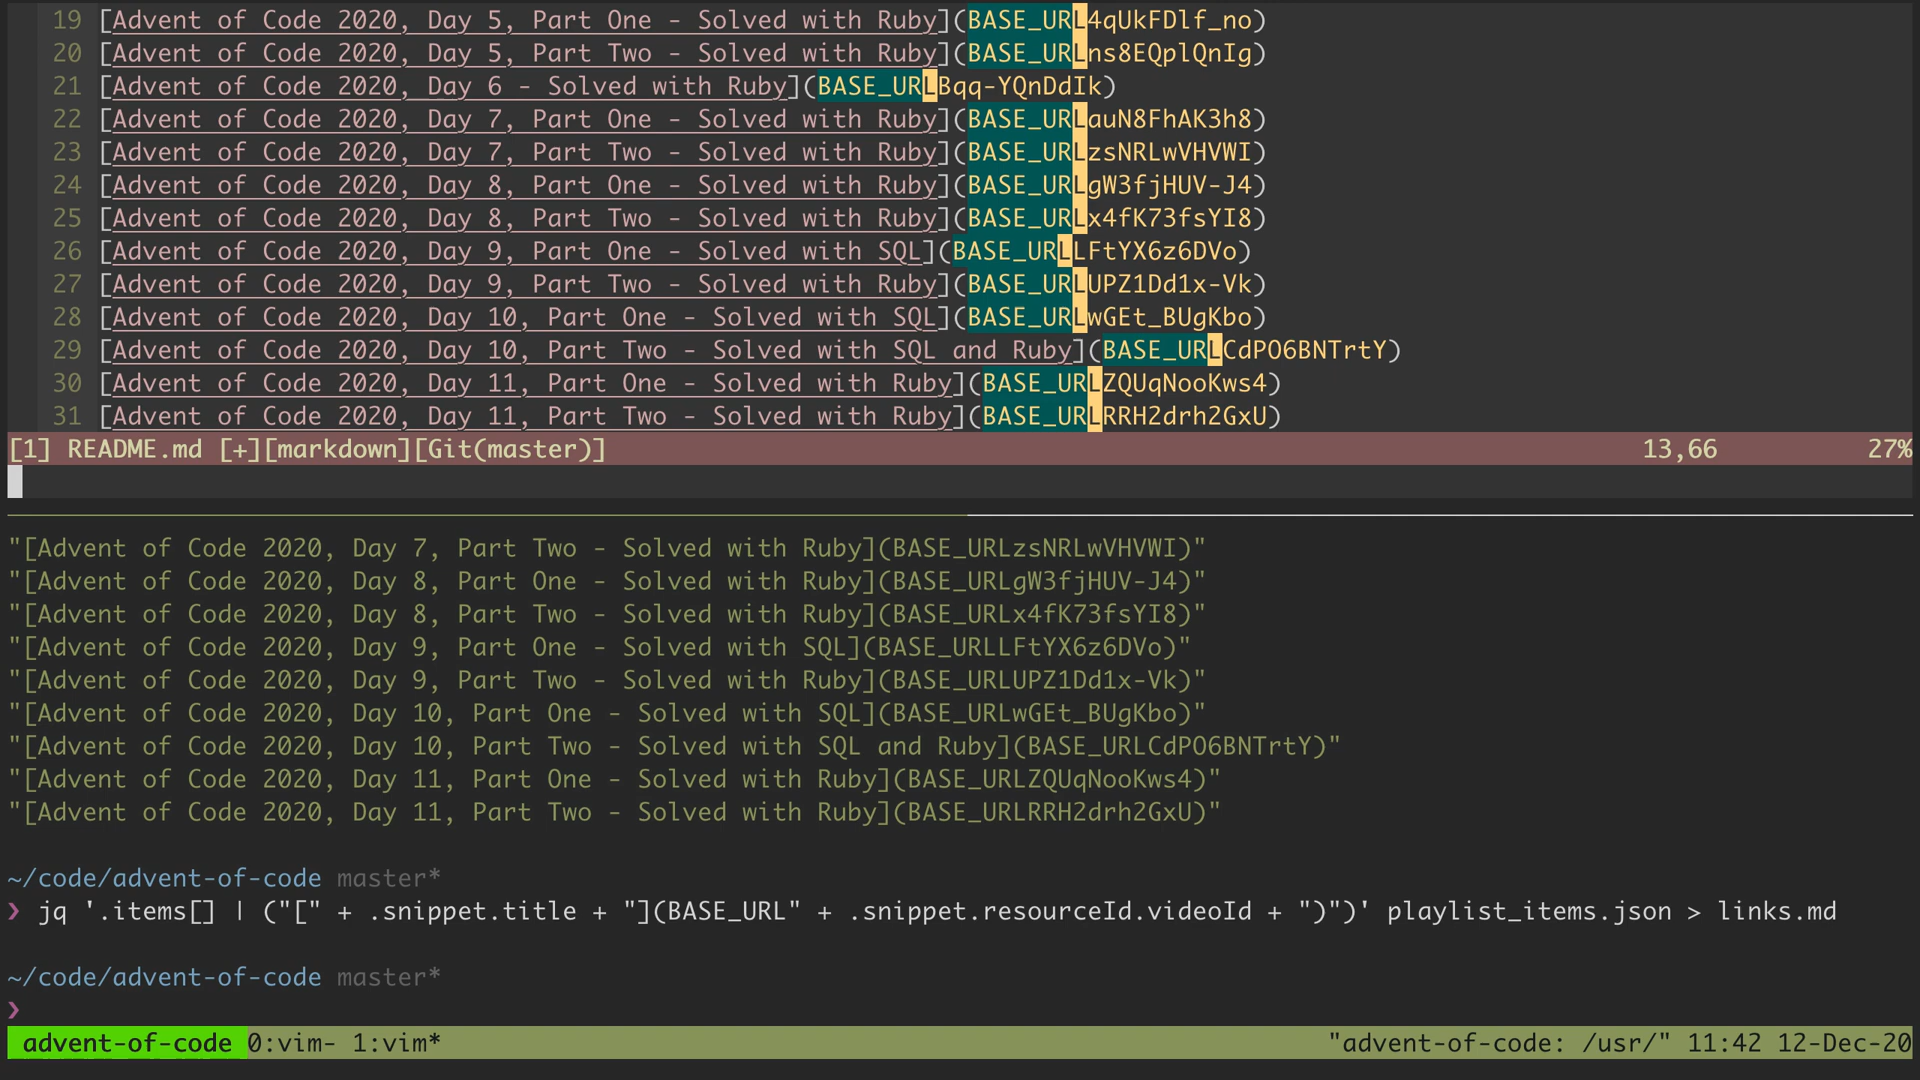 19 [Advent of Code 2020, Day 5, Part One - Solved with Ruby](BASE_URL4qUkFDlf_no)
20 [Advent of Code 2020, Day 5, Part Two - Solved with Ruby](BASE_URLns8EQplQnIg)
21 [Advent of Code 2020, Day 6 - Solved with Ruby](BASE_URLBqq-YQnDdIk)
22 [Advent of Code 2020, Day 7, Part One - Solved with Ruby](BASE_URLauN8FhAK3h8)
23 [Advent of Code 2020, Day 7, Part Two - Solved with Ruby](BASE_URLzsNRLwVHVWI)
24 [Advent of Code 2020, Day 8, Part One - Solved with Ruby](BASE_URLgW3fjHUV-J4)
25 [Advent of Code 2020, Day 8, Part Two - Solved with Ruby](BASE_URLx4fK73fsYI8)
26 [Advent of Code 2020, Day 9, Part One - Solved with SQL](BASE_URLLFtYX6z6DVo)
27 [Advent of Code 2020, Day 9, Part Two - Solved with Ruby](BASE_URLUPZ1Dd1x-Vk)
28 [Advent of Code 2020, Day 10, Part One - Solved with SQL](BASE_URLwGEt_BUgKbo)
29 [Advent of Code 2020, Day 10, Part Two - Solved with SQL and Ruby](BASE_URLCdPO6BNTrtY)
30 [Advent of Code 2020, Day 11, Part One - Solved with Ruby](BASE_URLZQUqNooKws4)
31 [Advent of Code 2020, Day 11, Part Two - Solved with Ruby](BASE_URLRRH2drh2GxU)
[1] README.md [+][markdown][Git(master)] 13,66 27%
"[Advent of Code 2020, Day 7, Part Two - Solved with Ruby](BASE_URLzsNRLwVHVWI)"
"[Advent of Code 2020, Day 8, Part One - Solved with Ruby](BASE_URLgW3fjHUV-J4)"
"[Advent of Code 2020, Day 8, Part Two - Solved with Ruby](BASE_URLx4fK73fsYI8)"
"[Advent of Code 2020, Day 9, Part One - Solved with SQL](BASE_URLLFtYX6z6DVo)"
"[Advent of Code 2020, Day 9, Part Two - Solved with Ruby](BASE_URLUPZ1Dd1x-Vk)"
"[Advent of Code 2020, Day 10, Part One - Solved with SQL](BASE_URLwGEt_BUgKbo)"
"[Advent of Code 2020, Day 10, Part Two - Solved with SQL and Ruby](BASE_URLCdPO6BNTrtY)"
"[Advent of Code 2020, Day 11, Part One - Solved with Ruby](BASE_URLZQUqNooKws4)"
"[Advent of Code 2020, Day 11, Part Two - Solved with Ruby](BASE_URLRRH2drh2GxU)"
~/code/advent-of-code master*
❯ jq '.items[] | ("[" + .snippet.title + "](BASE_URL" + .snippet.resourceId.videoId + ")")' playlist_items.json > links.md
~/code/advent-of-code master*
❯
advent-of-code 0:vim- 1:vim* "advent-of-code: /usr/" 11:42 12-Dec-20